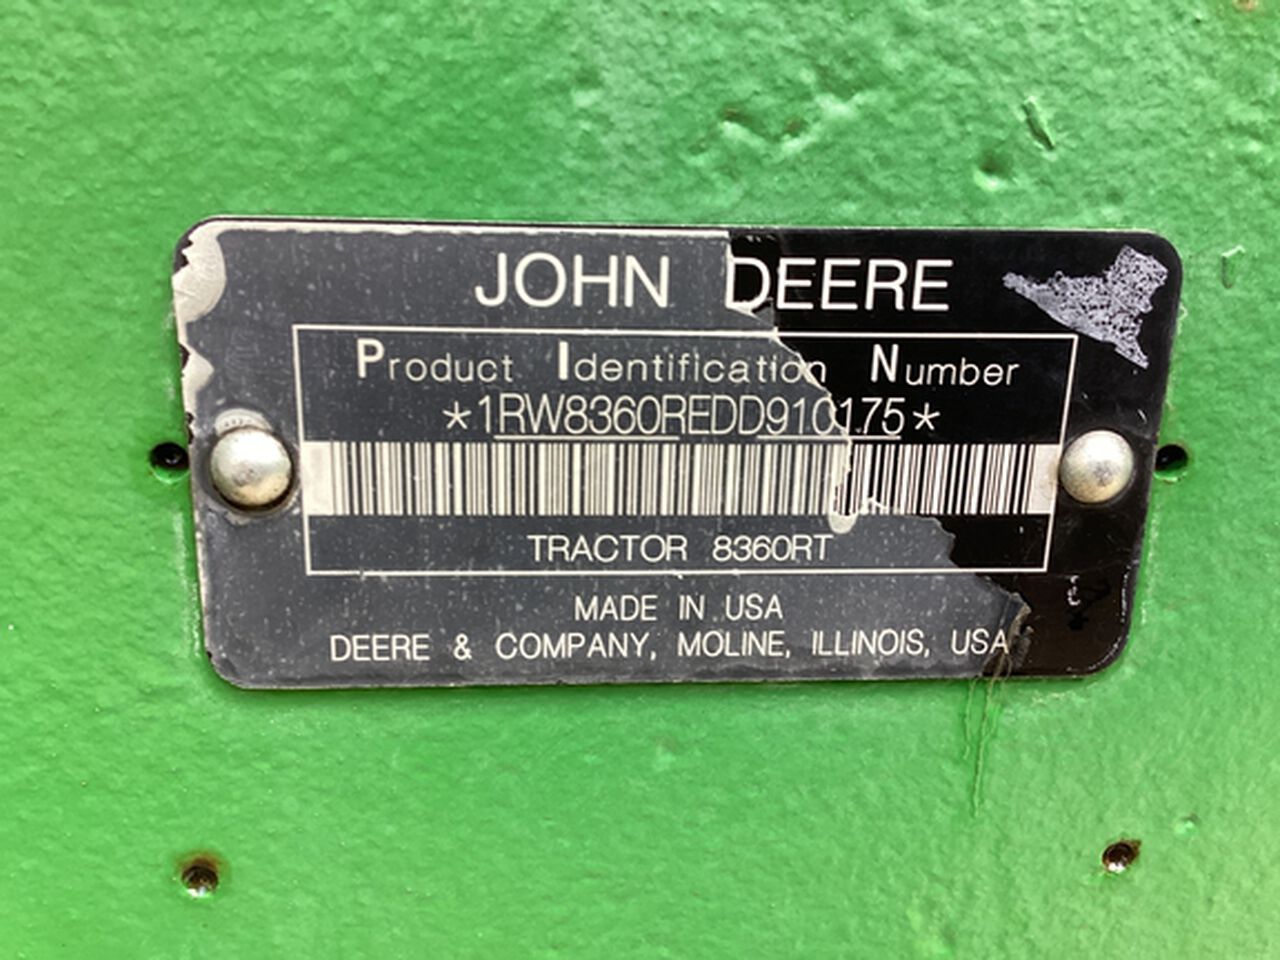 JOHN DEERE
Product Identification Number
*1RW8360REDD910175*
TRACTOR 8360RT
MADE IN USA
DEERE & COMPANY, MOLINE, ILLINOIS, USA